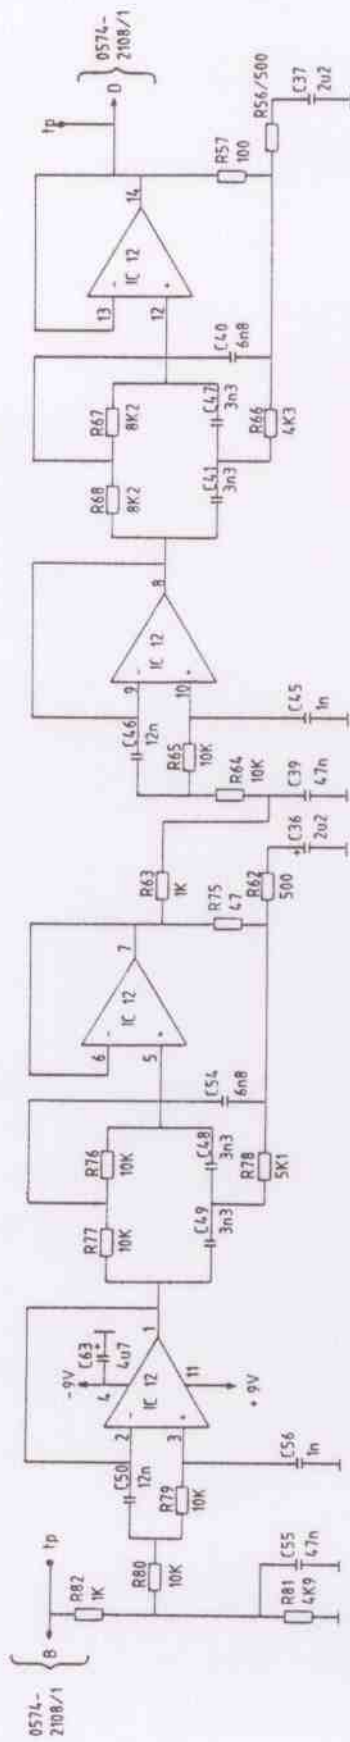 0574-
2108/1
B
tp
R82
1K
R80
10K
C55
47n
R81
4K9
C50
12n
R79
10K
2
3
IC 12
-
+
-9V
4
C63
+
4u7
1
11
+ 9V
C56
1n
R77
10K
R76
10K
C49
3n3
C48
3n3
R78
5K1
C54
6n8
6
5
IC 12
-
+
7
R63
1K
R75
47
R62
500
+
C36
2u2
R64
10K
C39
47n
C46
12n
R65
10K
9
10
IC 12
-
+
8
C45
1n
R68
8K2
R67
8K2
C41
3n3
C47
3n3
R66
4K3
C40
6n8
13
12
IC 12
-
+
14
R57
100
R56/500
C37
2u2
tp
D
0574-
2108/1